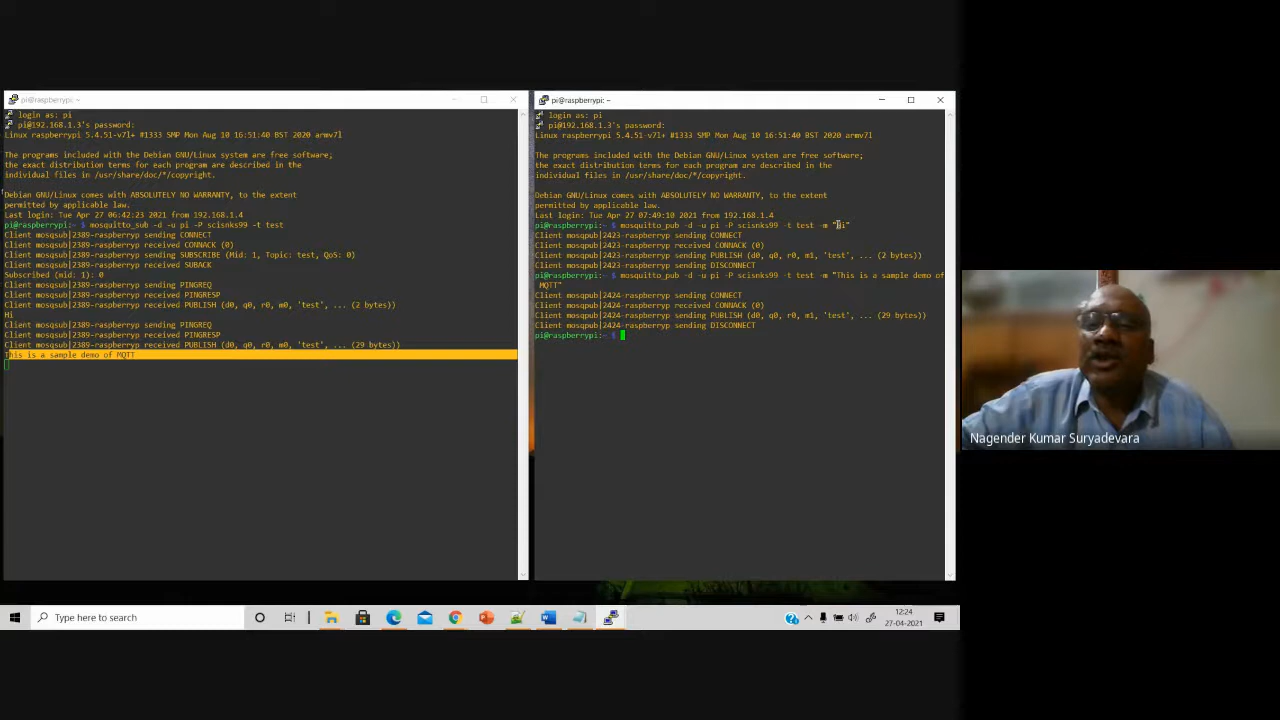 pi@raspberrypi: ~
login as: pi
pi@192.168.1.3's password:
Linux raspberrypi 5.4.51-v7l+ #1333 SMP Mon Aug 10 16:51:40 BST 2020 armv7l
The programs included with the Debian GNU/Linux system are free software;
the exact distribution terms for each program are described in the
individual files in /usr/share/doc/*/copyright.
Debian GNU/Linux comes with ABSOLUTELY NO WARRANTY, to the extent
permitted by applicable law.
Last login: Tue Apr 27 06:42:23 2021 from 192.168.1.4
pi@raspberrypi:~ $ mosquitto_sub -d -u pi -P scisnks99 -t test
Client mosqsub|2389-raspberryp sending CONNECT
Client mosqsub|2389-raspberryp received CONNACK (0)
Client mosqsub|2389-raspberryp sending SUBSCRIBE (Mid: 1, Topic: test, QoS: 0)
Client mosqsub|2389-raspberryp received SUBACK
Subscribed (mid: 1): 0
Client mosqsub|2389-raspberryp sending PINGREQ
Client mosqsub|2389-raspberryp received PINGRESP
Client mosqsub|2389-raspberryp received PUBLISH (d0, q0, r0, m0, 'test', ... (2 bytes))
Hi
Client mosqsub|2389-raspberryp sending PINGREQ
Client mosqsub|2389-raspberryp received PINGRESP
Client mosqsub|2389-raspberryp received PUBLISH (d0, q0, r0, m0, 'test', ... (29 bytes))
This is a sample demo of MQTT
pi@raspberrypi: ~
login as: pi
pi@192.168.1.3's password:
Linux raspberrypi 5.4.51-v7l+ #1333 SMP Mon Aug 10 16:51:40 BST 2020 armv7l
The programs included with the Debian GNU/Linux system are free software;
the exact distribution terms for each program are described in the
individual files in /usr/share/doc/*/copyright.
Debian GNU/Linux comes with ABSOLUTELY NO WARRANTY, to the extent
permitted by applicable law.
Last login: Tue Apr 27 07:49:10 2021 from 192.168.1.4
pi@raspberrypi:~ $ mosquitto_pub -d -u pi -P scisnks99 -t test -m "Hi"
Client mosqpub|2423-raspberryp sending CONNECT
Client mosqpub|2423-raspberryp received CONNACK (0)
Client mosqpub|2423-raspberryp sending PUBLISH (d0, q0, r0, m1, 'test', ... (2 bytes))
Client mosqpub|2423-raspberryp sending DISCONNECT
pi@raspberrypi:~ $ mosquitto_pub -d -u pi -P scisnks99 -t test -m "This is a sample demo of
MQTT"
Client mosqpub|2424-raspberryp sending CONNECT
Client mosqpub|2424-raspberryp received CONNACK (0)
Client mosqpub|2424-raspberryp sending PUBLISH (d0, q0, r0, m1, 'test', ... (29 bytes))
Client mosqpub|2424-raspberryp sending DISCONNECT
pi@raspberrypi:~ $
Nagender Kumar Suryadevara
Type here to search
12:24
27-04-2021